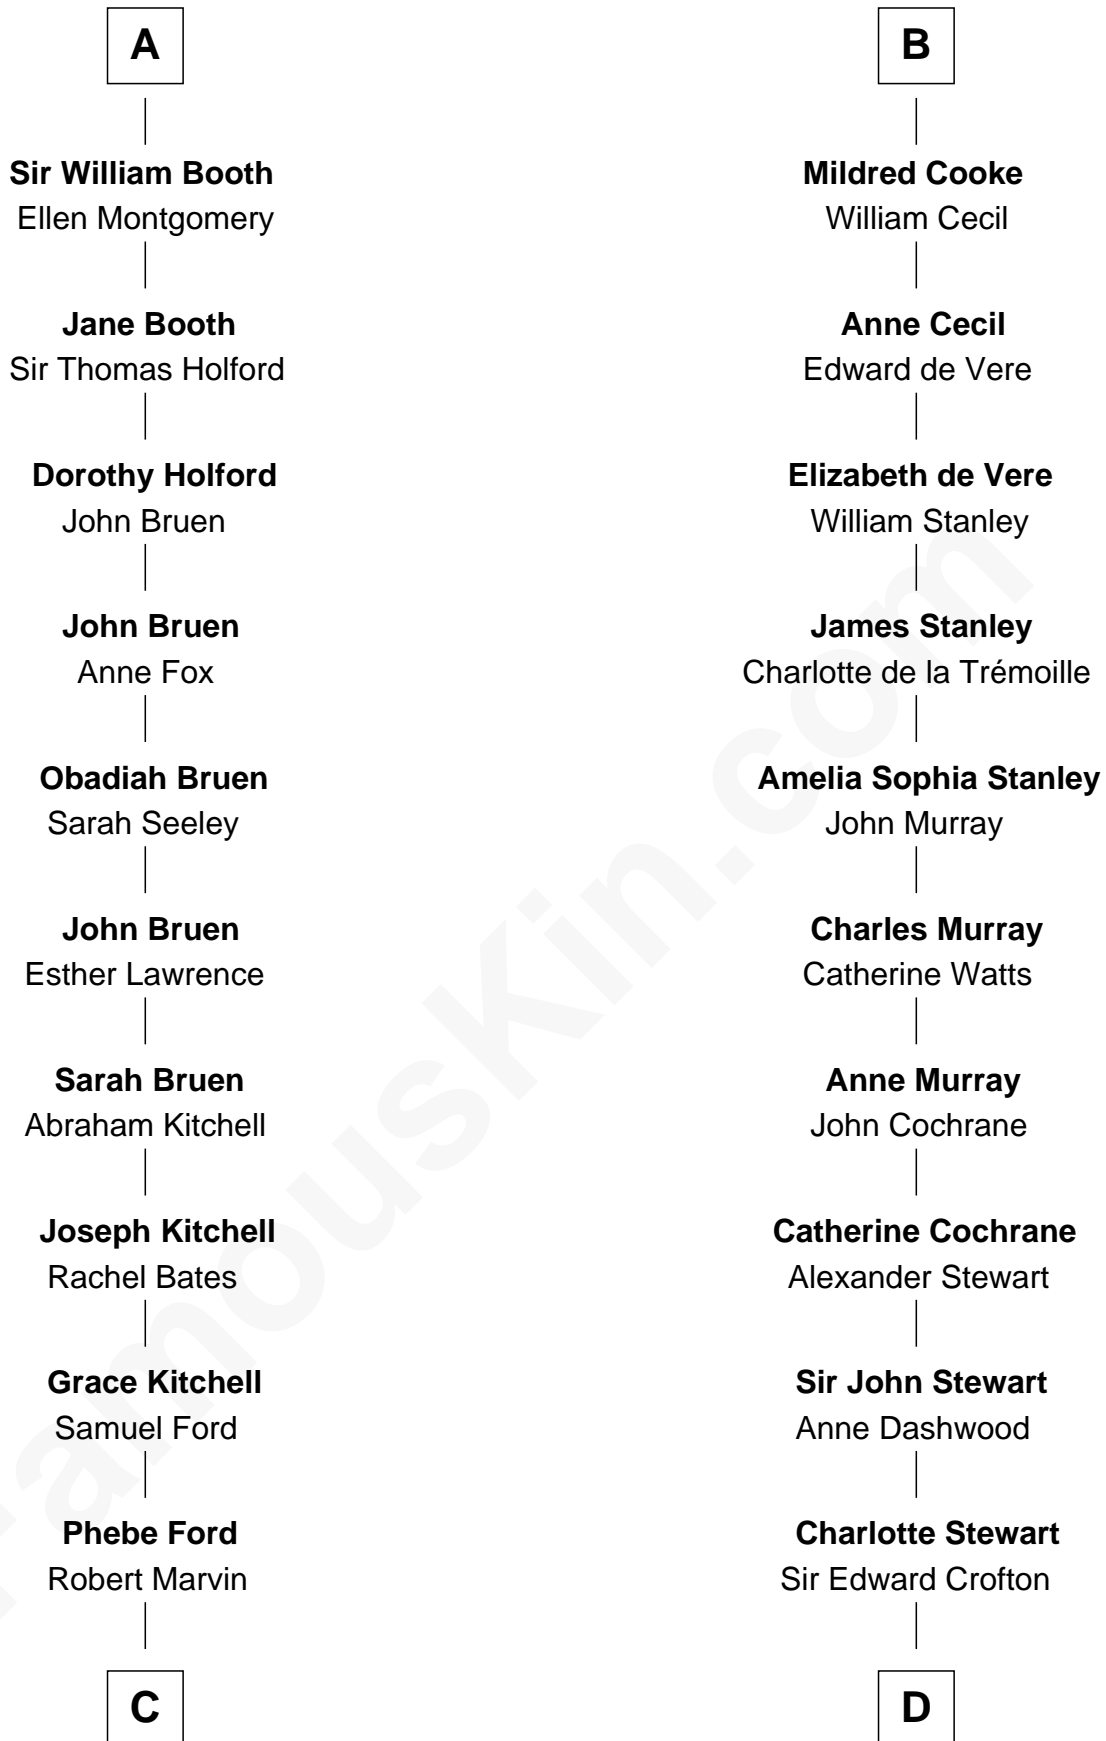 A
Sir William Booth
Ellen Montgomery
Jane Booth
Sir Thomas Holford
Dorothy Holford
John Bruen
John Bruen
Anne Fox
Obadiah Bruen
Sarah Seeley
John Bruen
Esther Lawrence
Sarah Bruen
Abraham Kitchell
Joseph Kitchell
Rachel Bates
Grace Kitchell
Samuel Ford
Phebe Ford
Robert Marvin
C
B
Mildred Cooke
William Cecil
Anne Cecil
Edward de Vere
Elizabeth de Vere
William Stanley
James Stanley
Charlotte de la Trémoille
Amelia Sophia Stanley
John Murray
Charles Murray
Catherine Watts
Anne Murray
John Cochrane
Catherine Cochrane
Alexander Stewart
Sir John Stewart
Anne Dashwood
Charlotte Stewart
Sir Edward Crofton
D
FamousKin.com